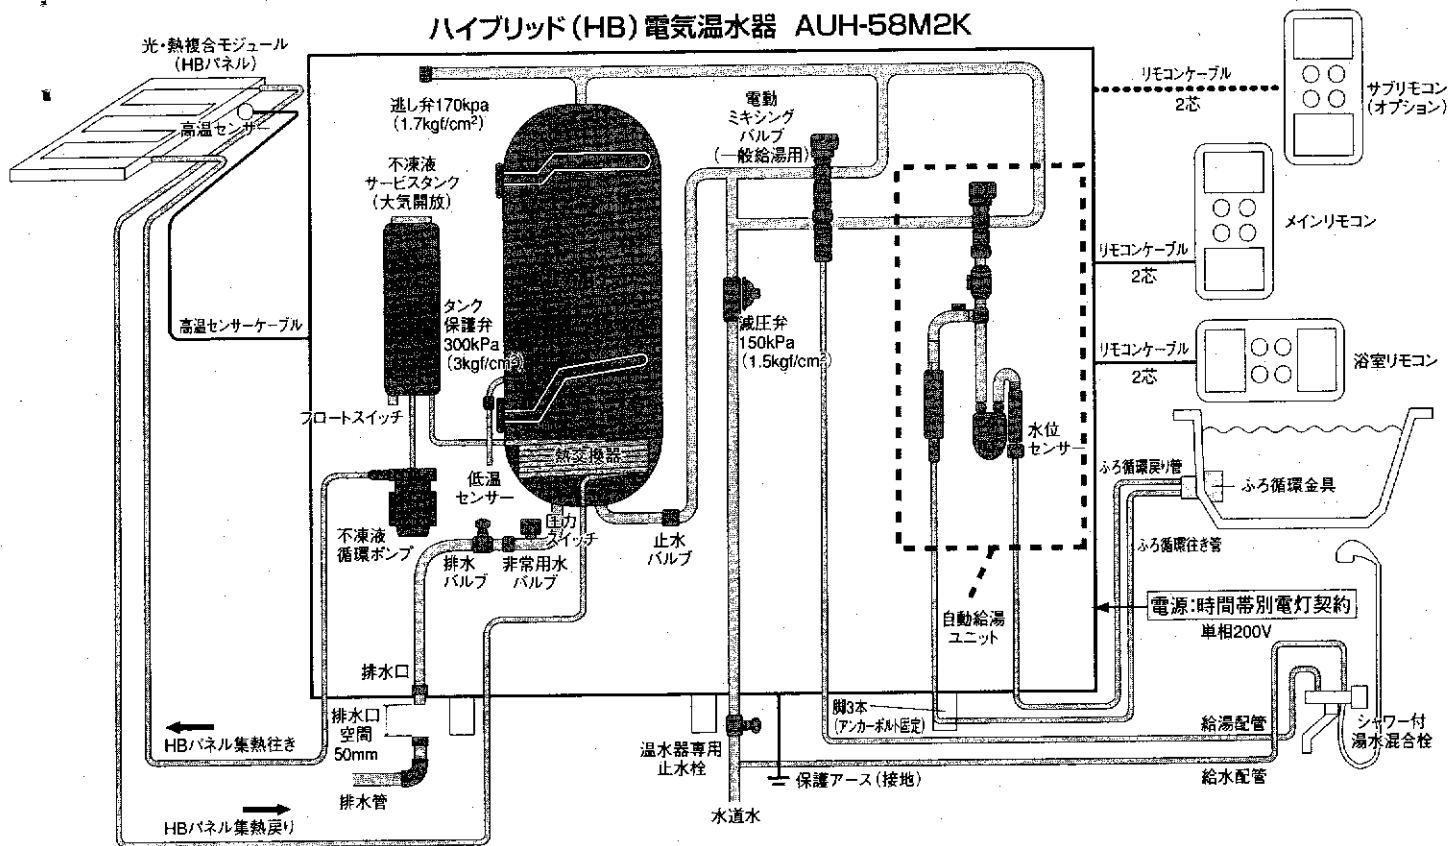 ハイブリッド(HB)電気温水器 AUH-58M2K
光・熱複合モジュール
(HBパネル)
高温センサー
逃し弁170kpa
(1.7kgf/cm²)
電動
ミキシング
バルブ
(一般給湯用)
リモコンケーブル
2芯
サブリモコン
(オプション)
不凍液
サービスタンク
(大気開放)
メインリモコン
リモコンケーブル
2芯
高温センサーケーブル
タンク
保護弁
300kPa
(3kgf/cm²)
減圧弁
150kPa
(1.5kgf/cm²)
リモコンケーブル
2芯
浴室リモコン
フロートスイッチ
水位
センサー
熱交換器
低温
センサー
ふろ循環戻り管
ふろ循環金具
不凍液
循環ポンプ
排水
バルブ
非常用水
バルブ
圧力
スイッチ
止水
バルブ
ふろ循環往き管
自動給湯
ユニット
電源:時間帯別電灯契約
単相200V
排水口
排水口
空間
50mm
HBパネル集熱往き
脚3本
(アンカーボルト固定)
温水器専用
止水栓
給湯配管
シャワー付
湯水混合栓
保護アース(接地)
給水配管
排水管
水道水
HBパネル集熱戻り